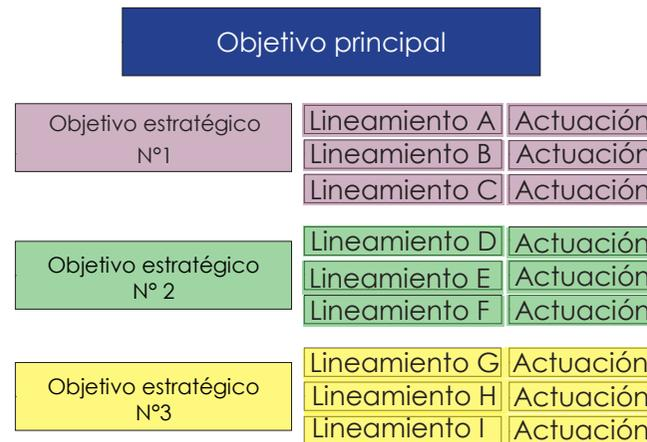 Objetivo principal
Objetivo estratégico
N°1
Lineamiento A Actuación
Lineamiento B Actuación
Lineamiento C Actuación
Objetivo estratégico
N° 2
Lineamiento D Actuación
Lineamiento E Actuación
Lineamiento F Actuación
Objetivo estratégico
N°3
Lineamiento G Actuación
Lineamiento H Actuación
Lineamiento I Actuación